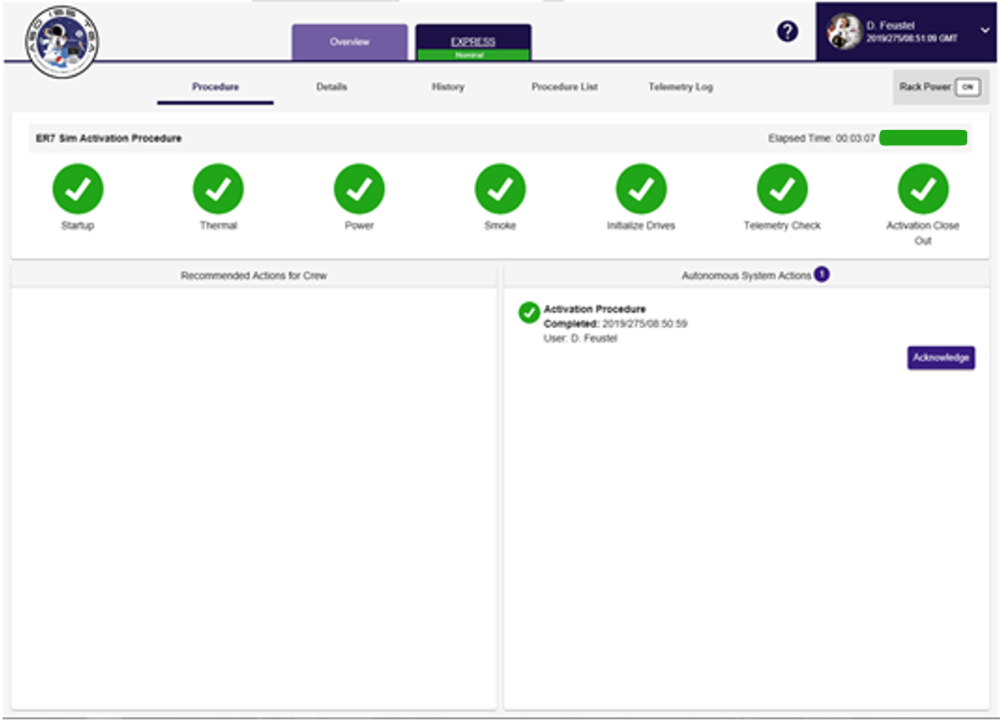 ASO ISS TSA
Overview
EXPRESS
Nominal
?
D. Feustel
2019/275/08:51:09 GMT
Procedure
Details
History
Procedure List
Telemetry Log
Rack Power
ON
ER7 Sim Activation Procedure
Elapsed Time: 00:03:07
Startup
Thermal
Power
Smoke
Initialize Drives
Telemetry Check
Activation Close
Out
Recommended Actions for Crew
Autonomous System Actions 1
Activation Procedure
Completed: 2019/275/08:50:59
User: D. Feustel
Acknowledge